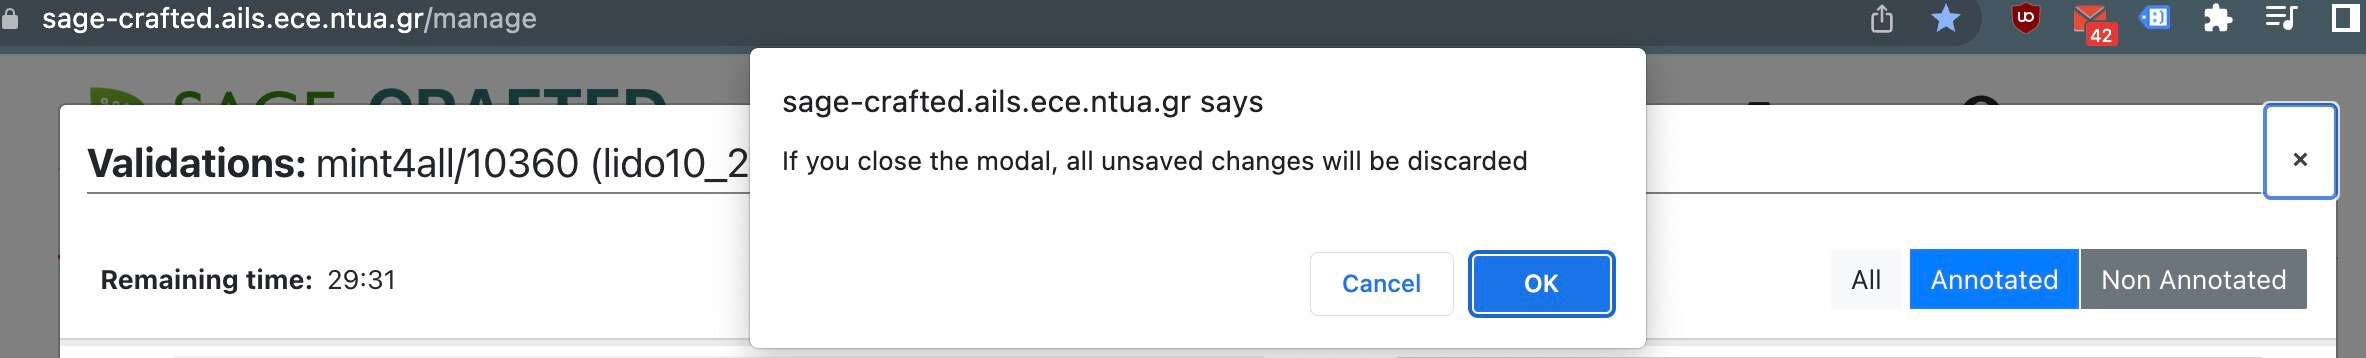 sage-crafted.ails.ece.ntua.gr/manage
42
SAGE CRAFTED
sage-crafted.ails.ece.ntua.gr says
If you close the modal, all unsaved changes will be discarded
Cancel
OK
Validations: mint4all/10360 (lido10_2
×
Remaining time: 29:31
All
Annotated
Non Annotated